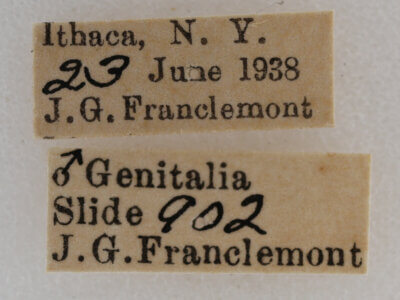 Ithaca, N. Y.
23 June 1938
J.G. Franclemont
♂ Genitalia
Slide 902
J.G.Franclemont